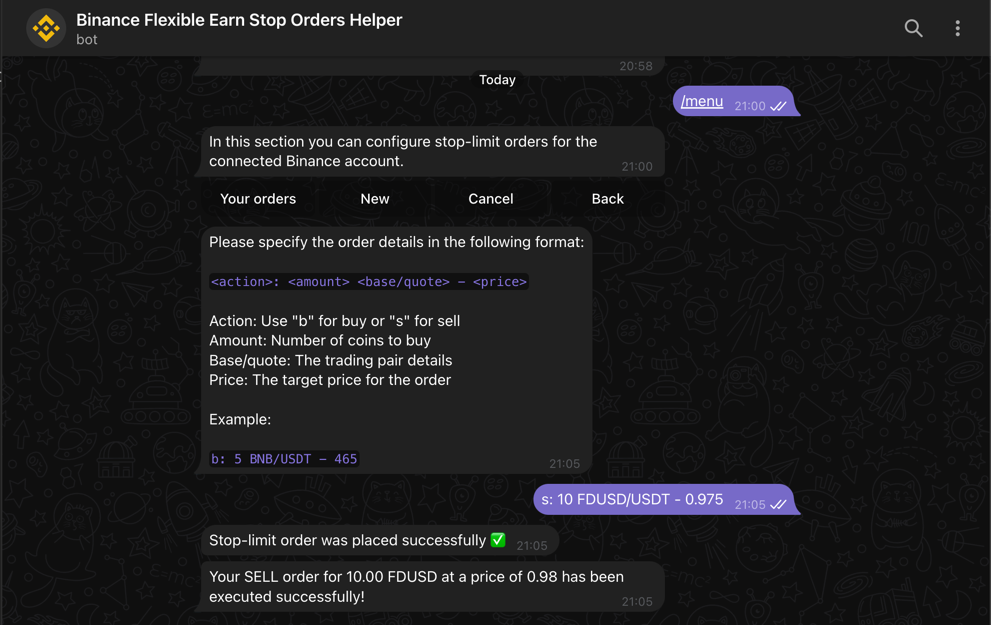 Binance Flexible Earn Stop Orders Helper
bot
20:58
Today
/menu 21:00
In this section you can configure stop-limit orders for the
connected Binance account.
21:00
Your orders New Cancel Back
Please specify the order details in the following format:
<action>: <amount> <base/quote> – <price>
Action: Use "b" for buy or "s" for sell
Amount: Number of coins to buy
Base/quote: The trading pair details
Price: The target price for the order
Example:
b: 5 BNB/USDT – 465
21:05
s: 10 FDUSD/USDT - 0.975 21:05
Stop-limit order was placed successfully ✅ 21:05
Your SELL order for 10.00 FDUSD at a price of 0.98 has been
executed successfully!
21:05